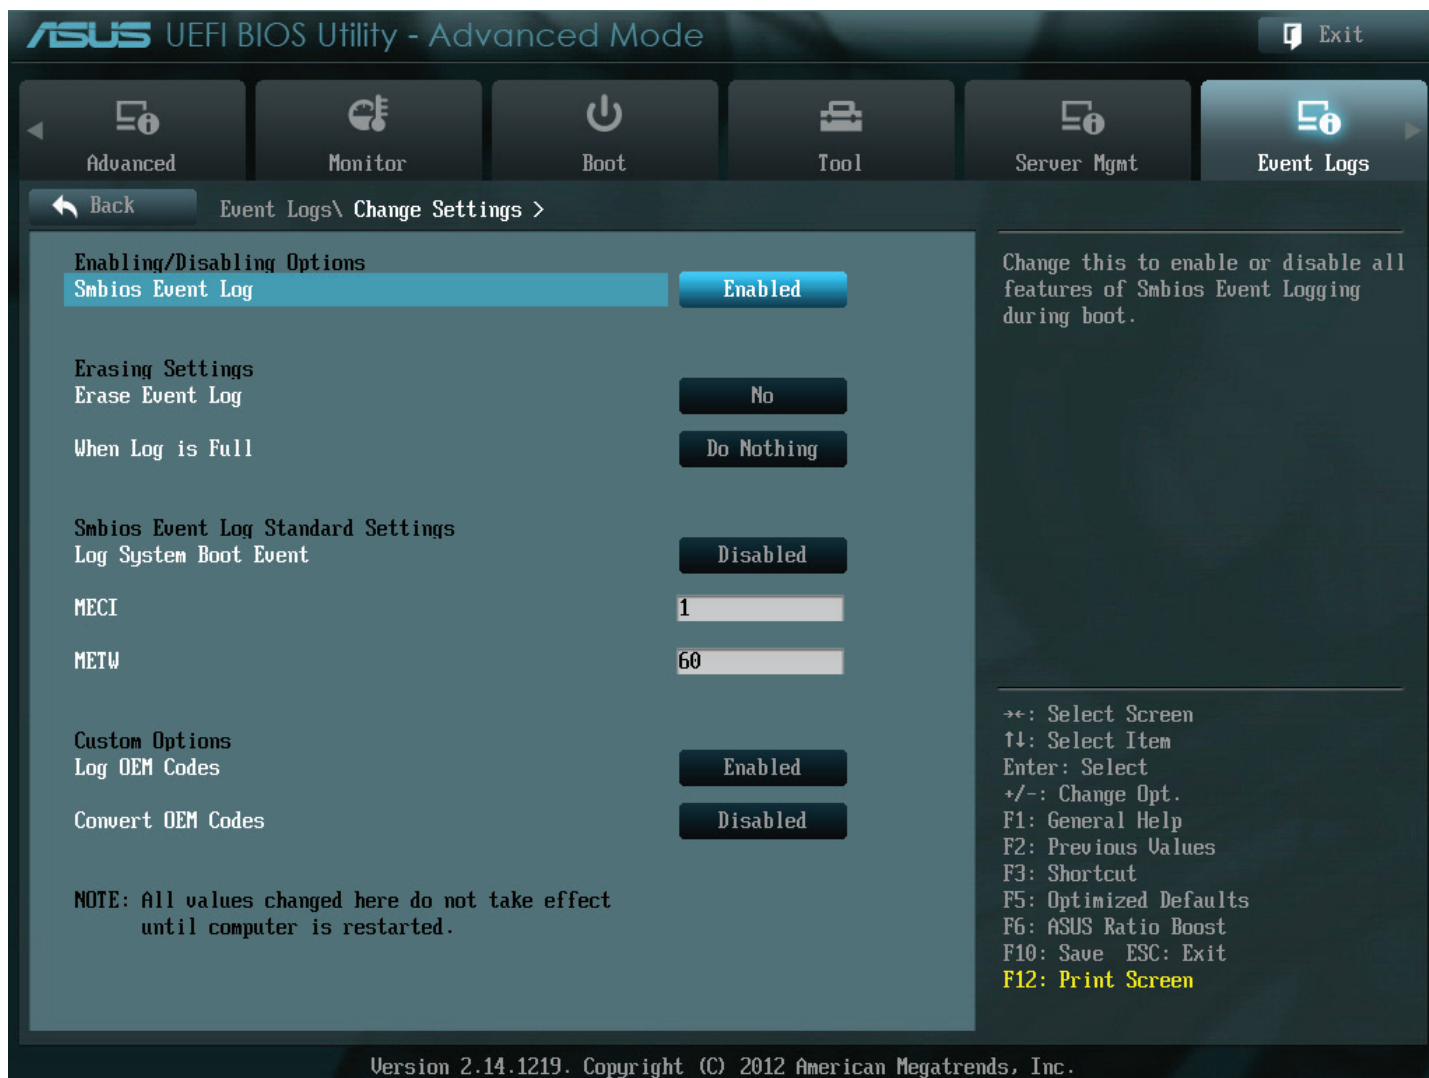 ASUS UEFI BIOS Utility - Advanced Mode
Exit
Advanced
Monitor
Boot
Tool
Server Mgmt
Event Logs
Back
Event Logs\ Change Settings >
Enabling/Disabling Options
Smbios Event Log
Enabled
Erasing Settings
Erase Event Log
No
When Log is Full
Do Nothing
Smbios Event Log Standard Settings
Log System Boot Event
Disabled
MECI
1
METW
60
Custom Options
Log OEM Codes
Enabled
Convert OEM Codes
Disabled
NOTE: All values changed here do not take effect
until computer is restarted.
Change this to enable or disable all
features of Smbios Event Logging
during boot.
→←: Select Screen
↑↓: Select Item
Enter: Select
+/-: Change Opt.
F1: General Help
F2: Previous Values
F3: Shortcut
F5: Optimized Defaults
F6: ASUS Ratio Boost
F10: Save  ESC: Exit
F12: Print Screen
Version 2.14.1219. Copyright (C) 2012 American Megatrends, Inc.